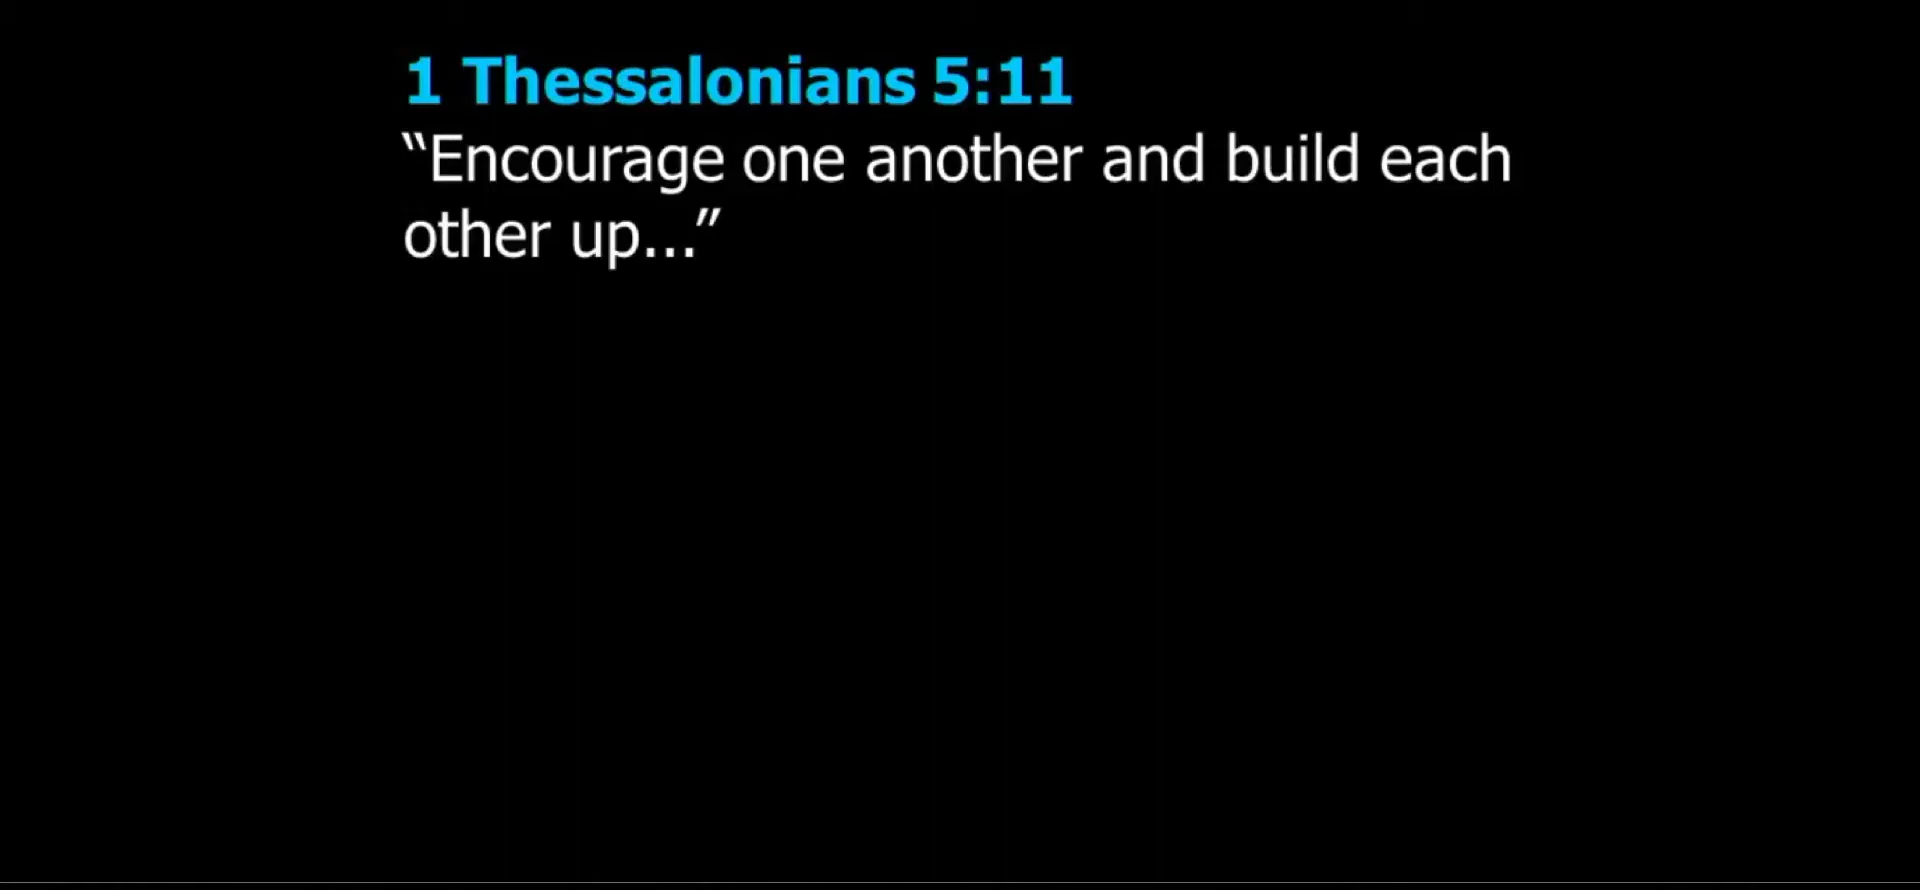 1 Thessalonians 5:11
“Encourage one another and build each
other up...”